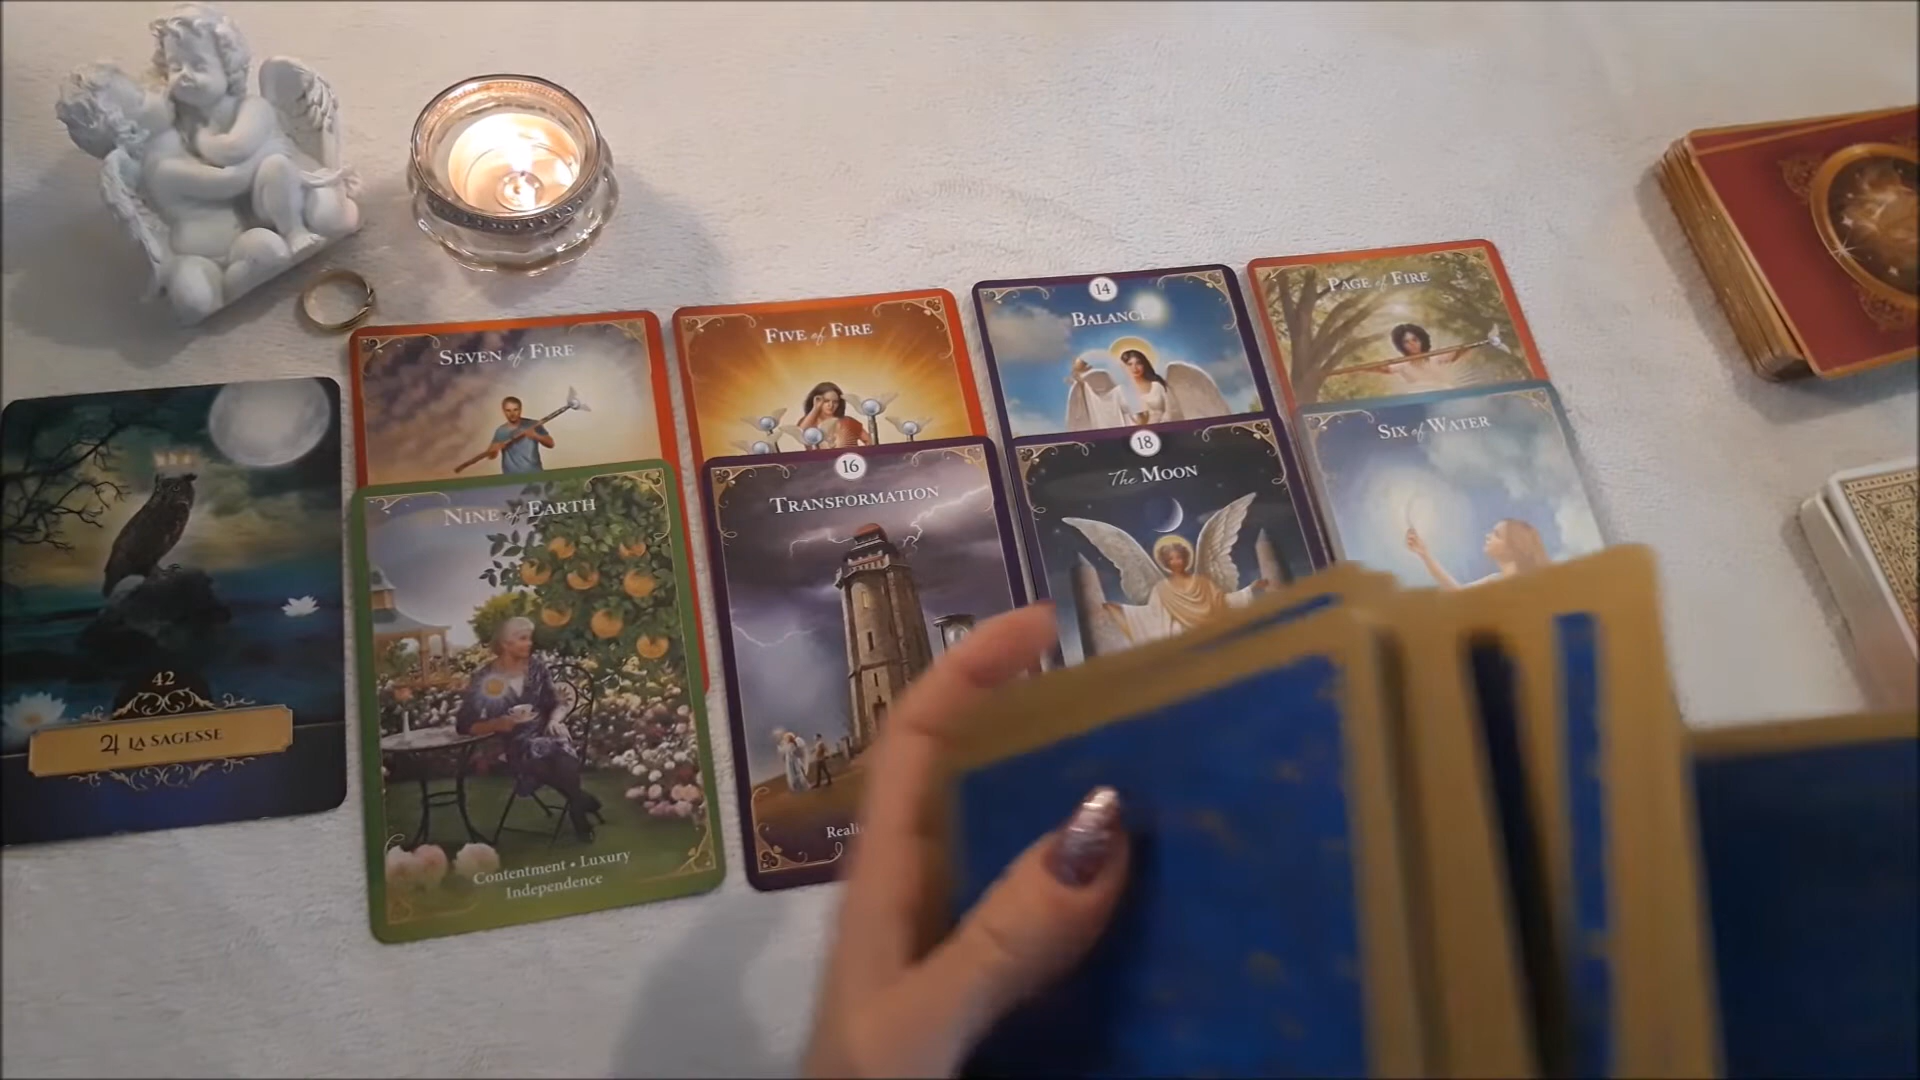 SEVEN of FIRE
FIVE of FIRE
14
BALANCE
PAGE of FIRE
42
♃ LA SAGESSE
NINE of EARTH
Contentment • Luxury
Independence
16
TRANSFORMATION
18
The MOON
SIX of WATER